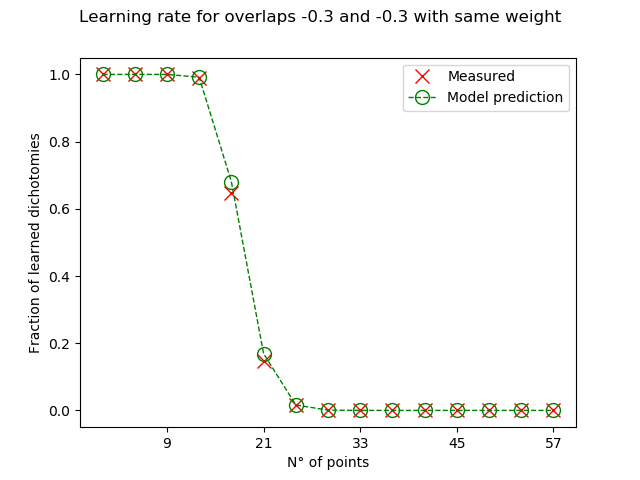 Learning rate for overlaps -0.3 and -0.3 with same weight
Measured
Model prediction
1.0
0.8
0.6
0.4
0.2
0.0
Fraction of learned dichotomies
9 21 33 45 57
N° of points